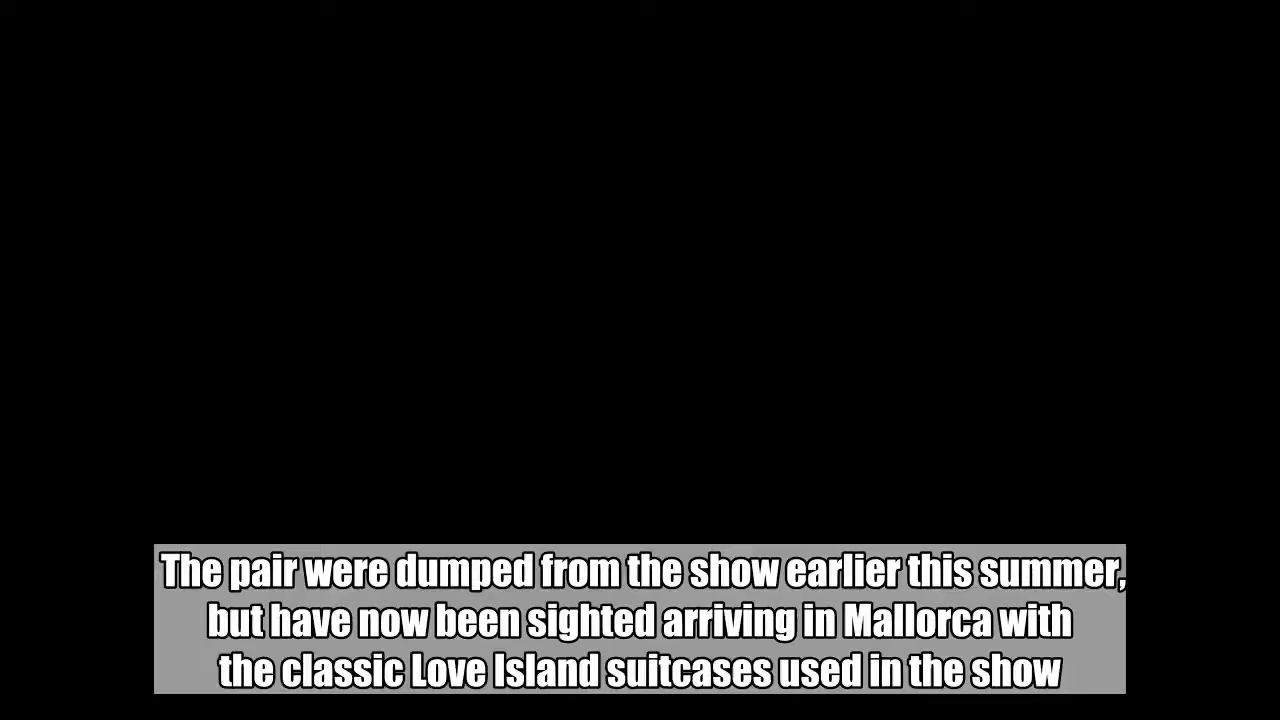 The pair were dumped from the show earlier this summer,
but have now been sighted arriving in Mallorca with
the classic Love Island suitcases used in the show